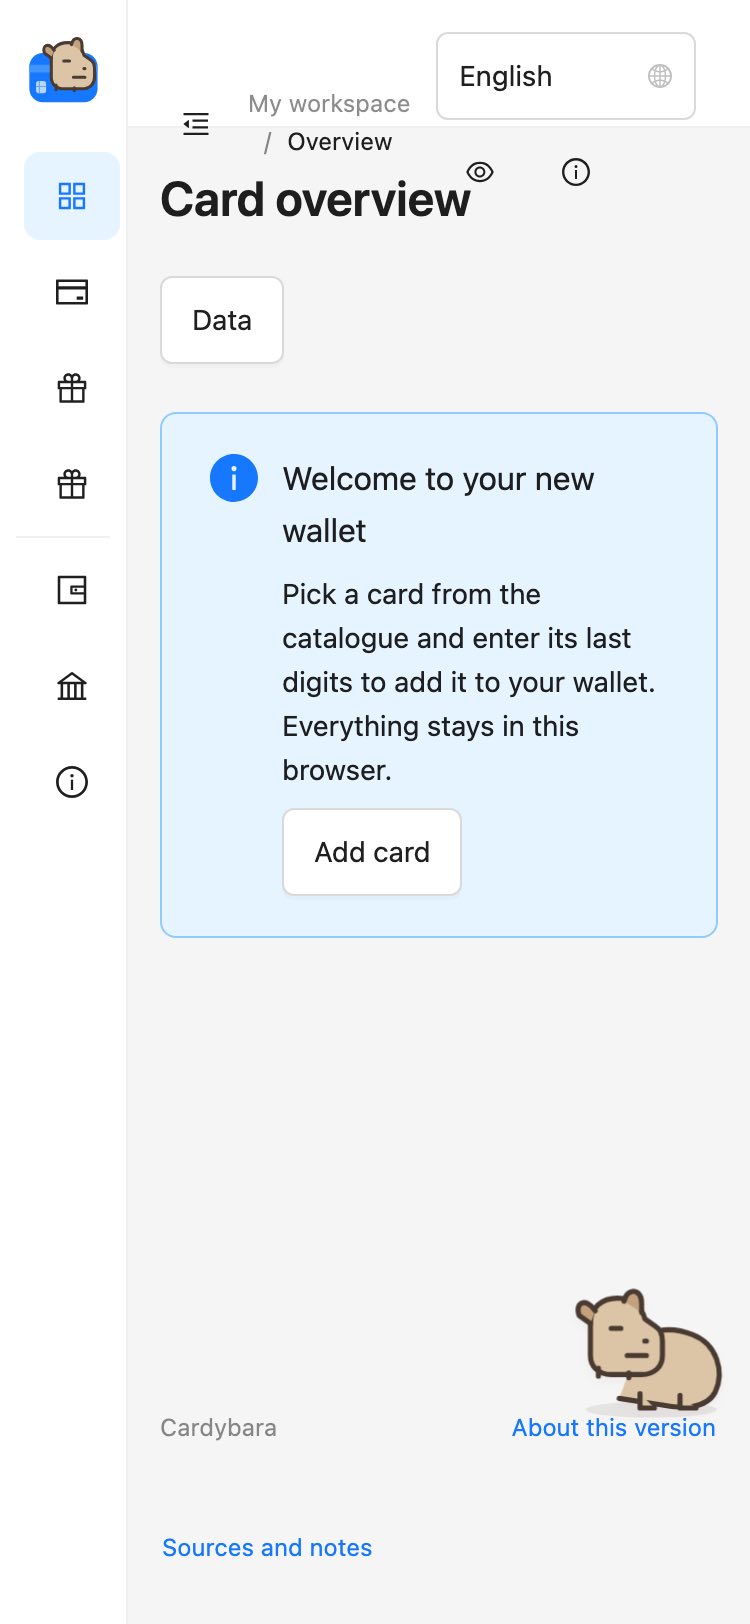 English
My workspace
/ Overview
Card overview
Data
Welcome to your new
wallet
Pick a card from the
catalogue and enter its last
digits to add it to your wallet.
Everything stays in this
browser.
Add card
Cardybara
About this version
Sources and notes